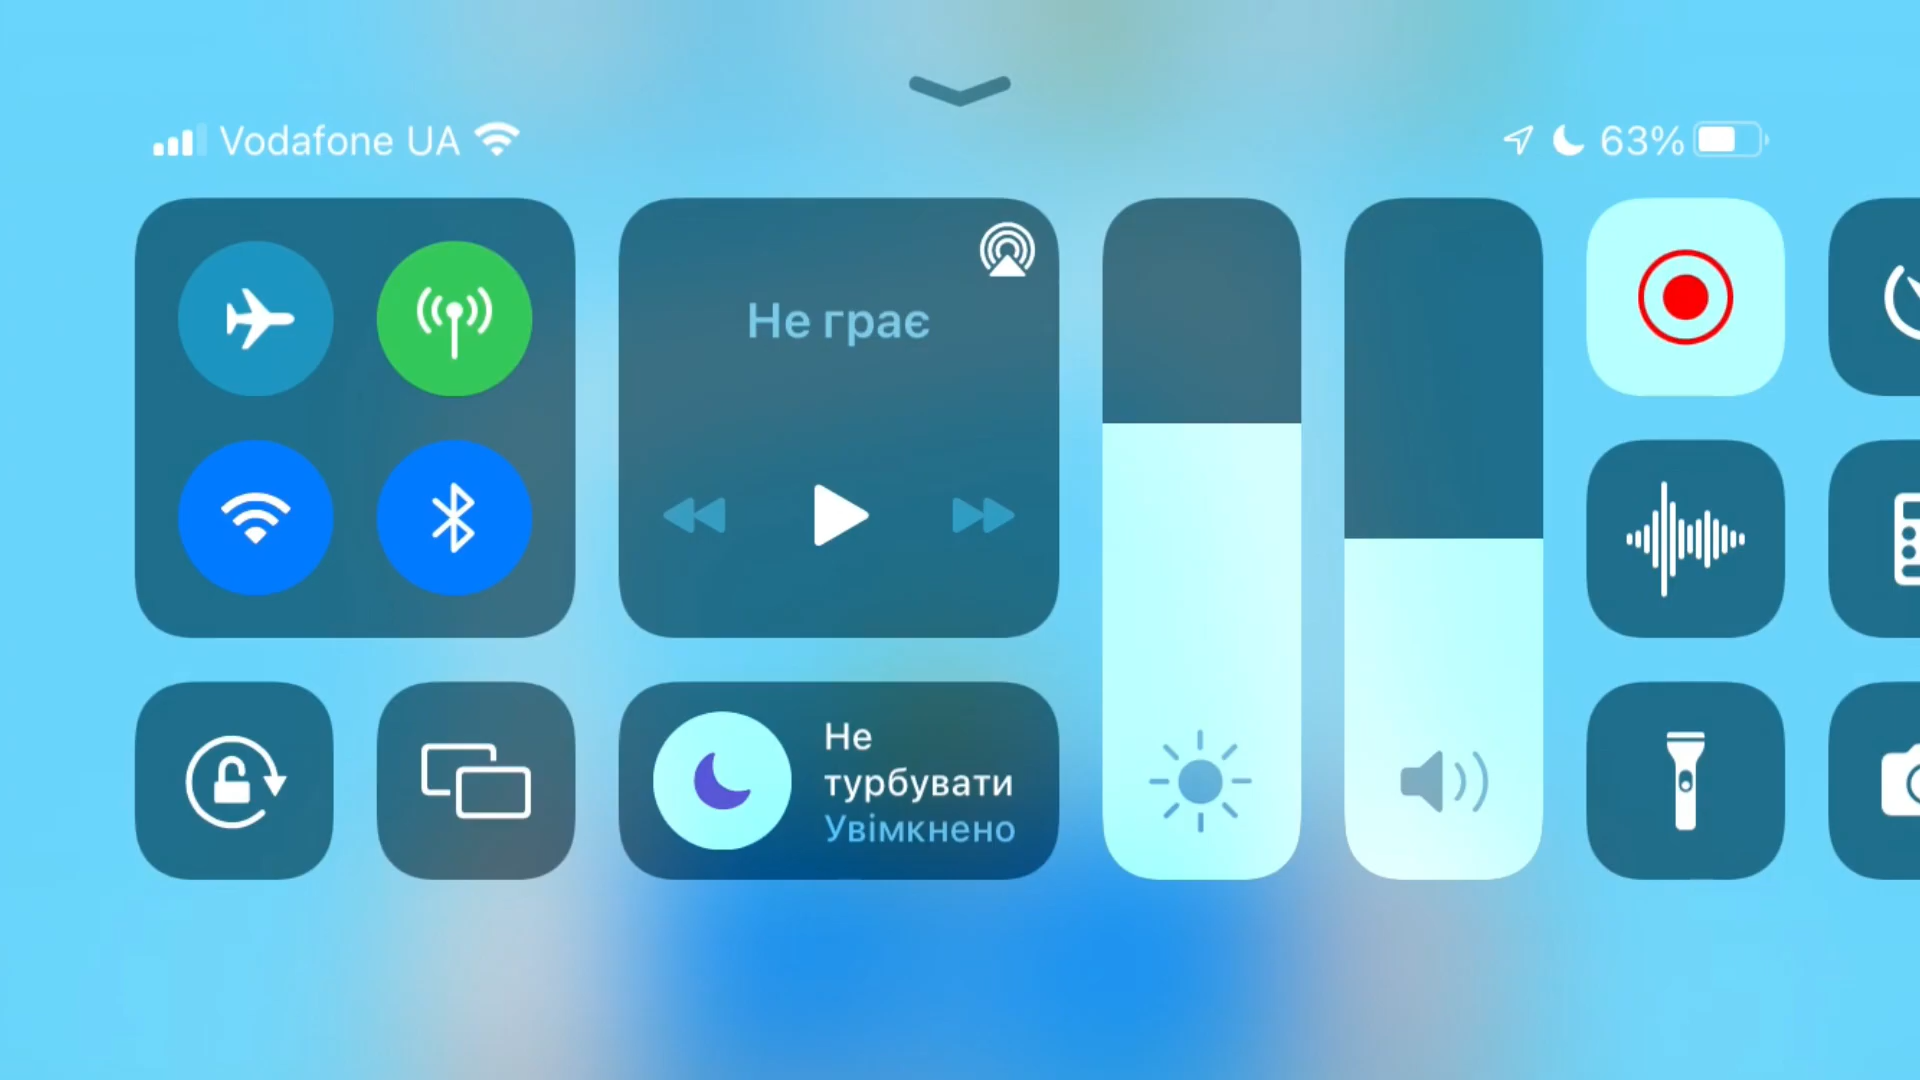 Vodafone UA
63%
Не грає
Не
турбувати
Увімкнено